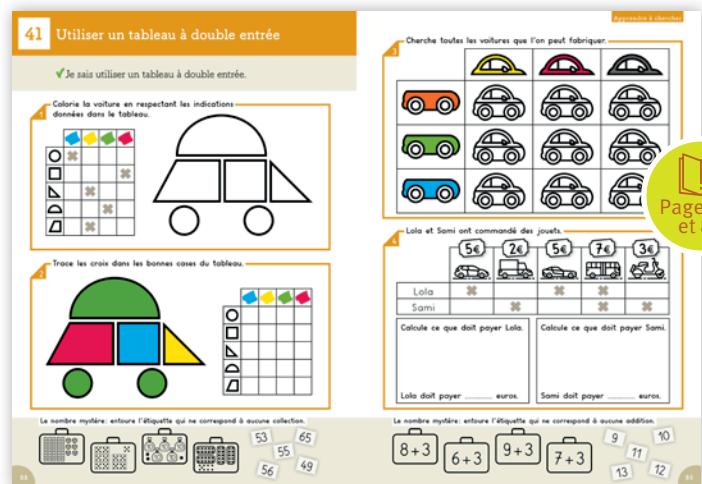 41 Utiliser un tableau à double entrée
✓Je sais utiliser un tableau à double entrée.
1
Colorie la voiture en respectant les indications
données dans le tableau.
2
Trace les croix dans les bonnes cases du tableau.
Le nombre mystère: entoure l'étiquette qui ne correspond à aucune collection.
53
65
55
56
49
Apprendre à chercher
3
Cherche toutes les voitures que l'on peut fabriquer.
Page
et
4
Lola et Sami ont commandé des jouets.
5€ 2€ 5€ 7€ 3€
Lola
Sami
Calcule ce que doit payer Lola.
Lola doit payer ______ euros.
Calcule ce que doit payer Sami.
Sami doit payer ______ euros.
Le nombre mystère: entoure l'étiquette qui ne correspond à aucune addition.
8+3
6+3
9+3
7+3
9
10
11
13
12